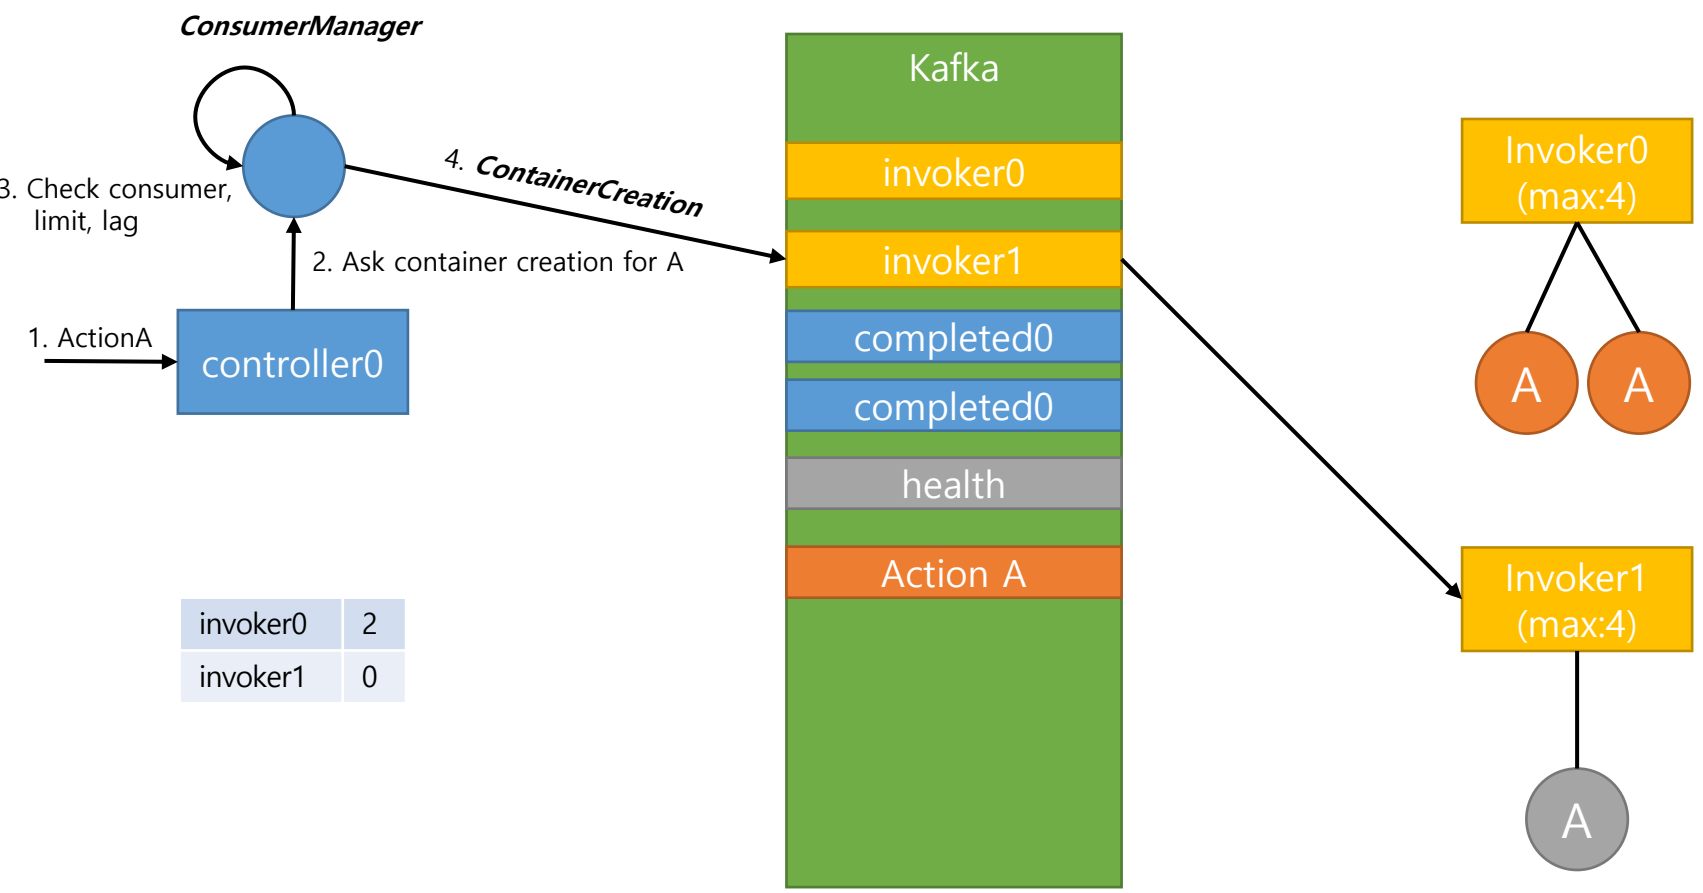 ConsumerManager
3. Check consumer,
limit, lag
4. ContainerCreation
2. Ask container creation for A
1. ActionA
controller0
invoker0 2
invoker1 0
Kafka
invoker0
invoker1
completed0
completed0
health
Action A
Invoker0
(max:4)
A A
Invoker1
(max:4)
A